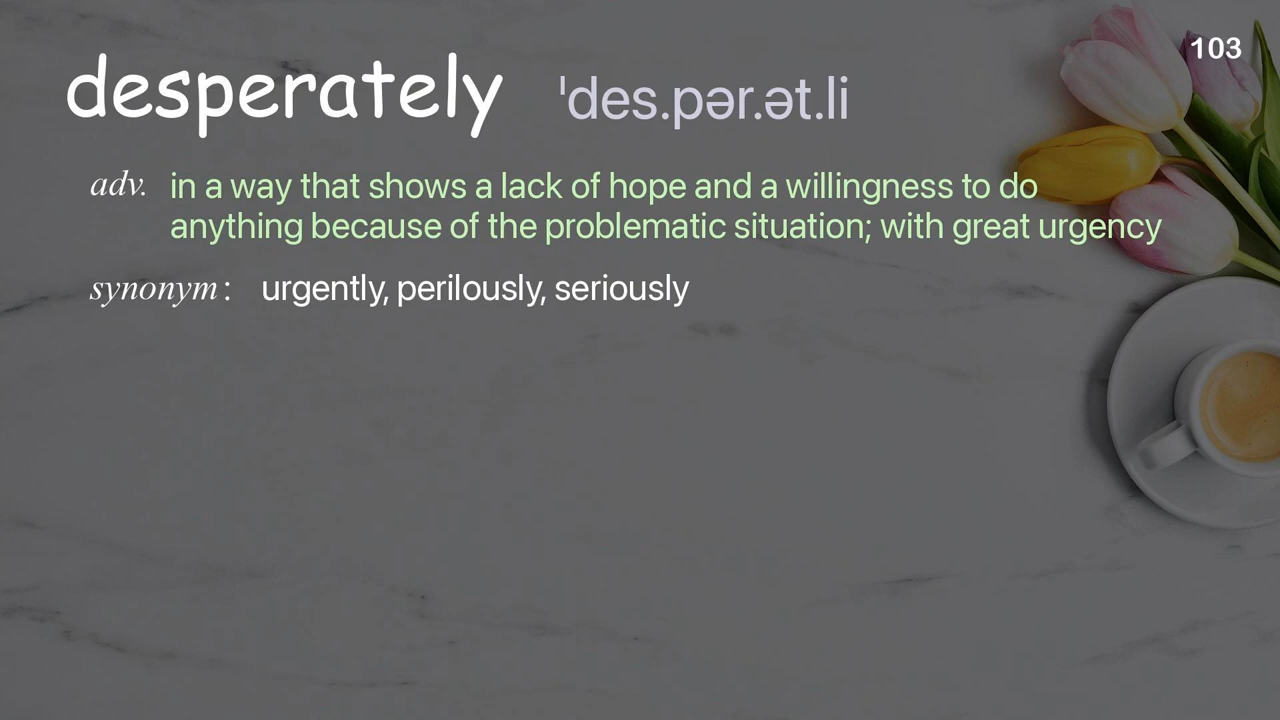 103
desperately ˈdes.pər.ət.li
adv. in a way that shows a lack of hope and a willingness to do
anything because of the problematic situation; with great urgency
synonym: urgently, perilously, seriously